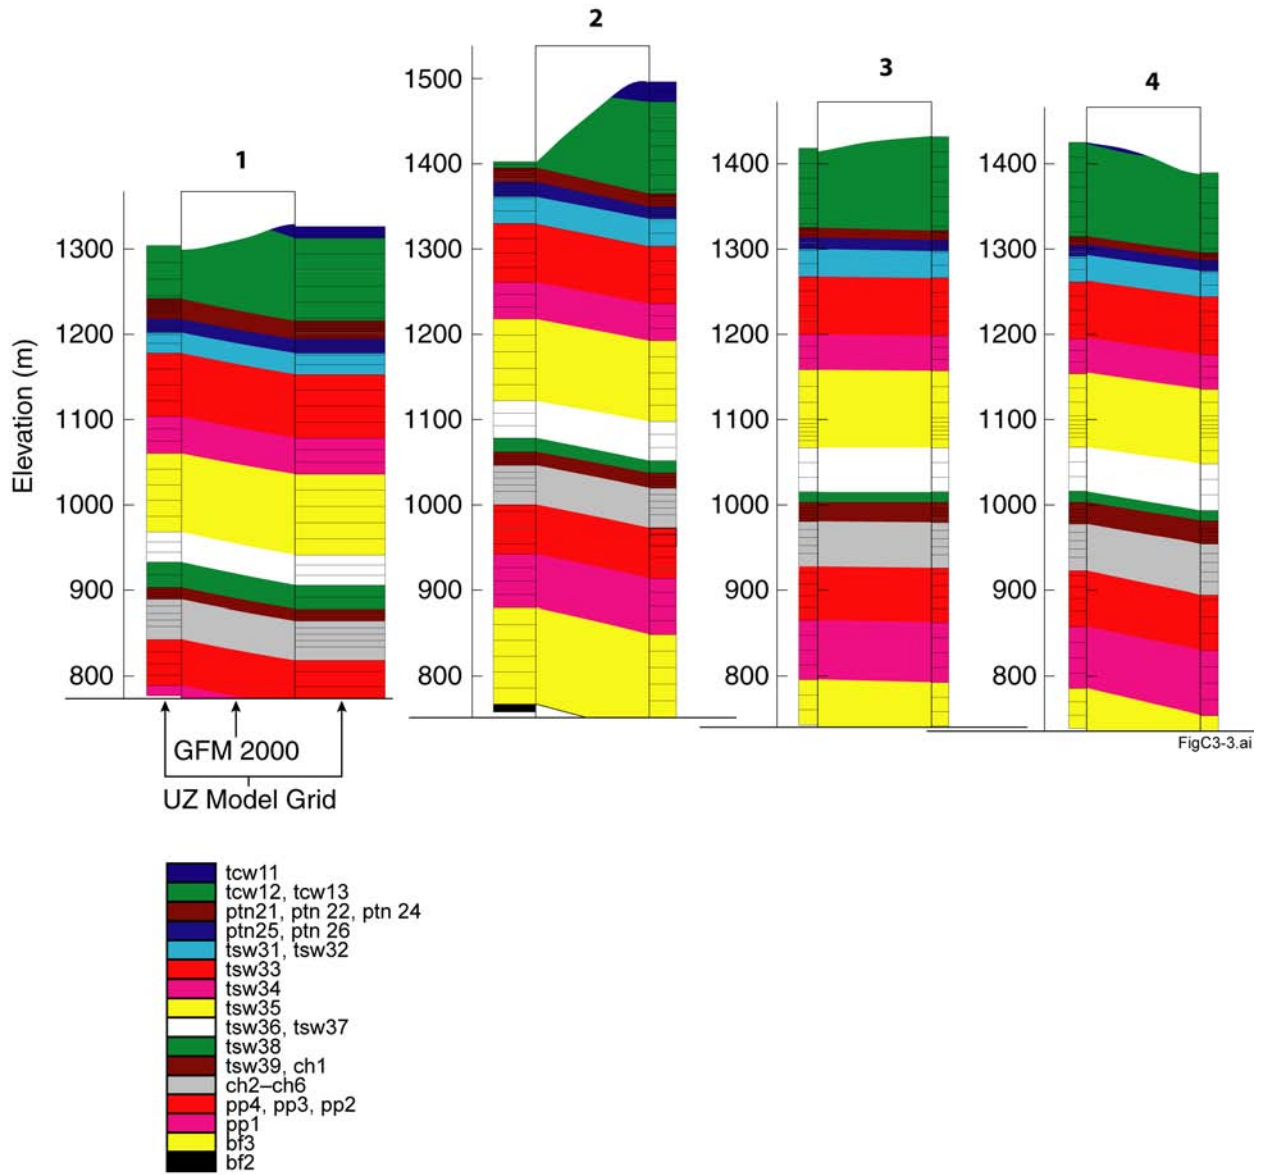 1
2
3
4
Elevation (m)
1300
1200
1100
1000
900
800
1500
1400
1300
1200
1100
1000
900
800
1400
1300
1200
1100
1000
900
800
1400
1300
1200
1100
1000
900
800
GFM 2000
UZ Model Grid
FigC3-3.ai
tcw11
tcw12, tcw13
ptn21, ptn 22, ptn 24
ptn25, ptn 26
tsw31, tsw32
tsw33
tsw34
tsw35
tsw36, tsw37
tsw38
tsw39, ch1
ch2–ch6
pp4, pp3, pp2
pp1
bf3
bf2